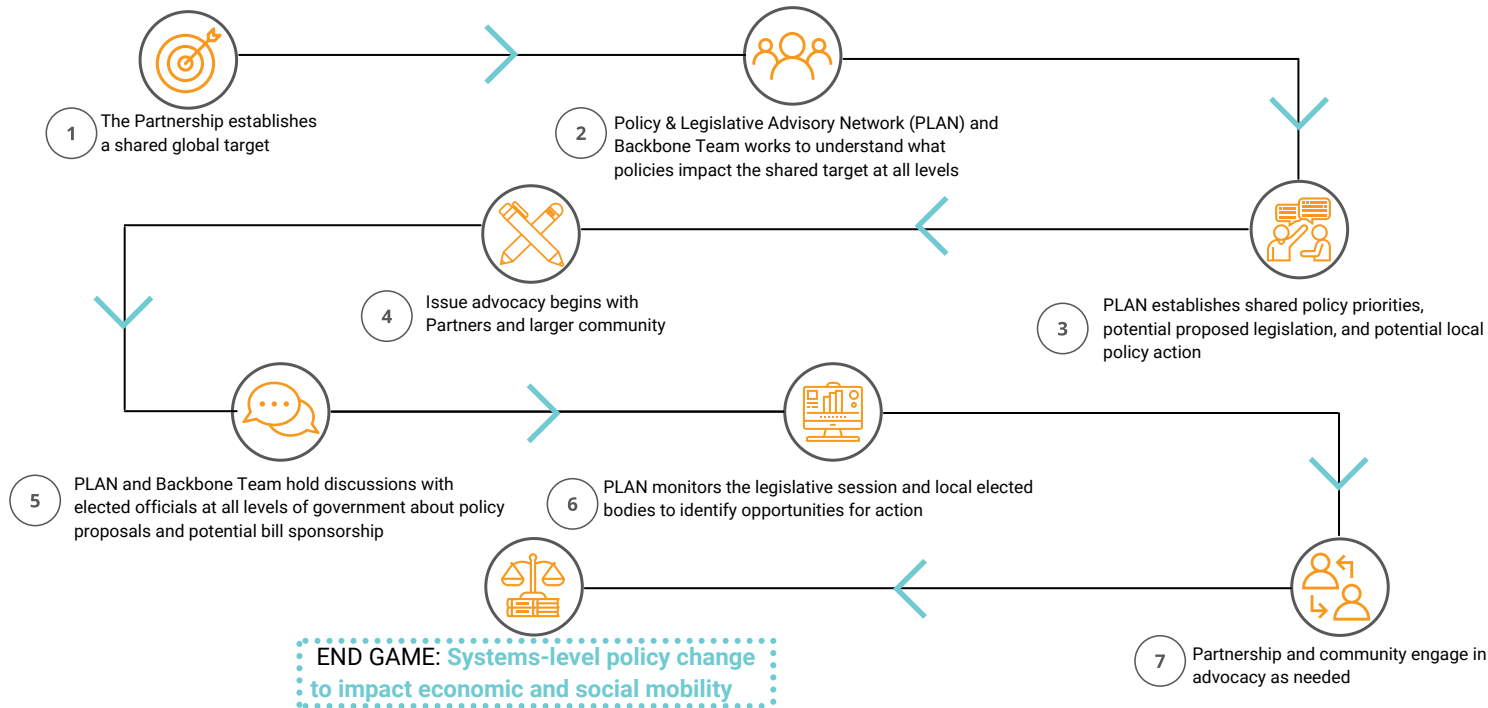 1
The Partnership establishes
a shared global target
2
Policy & Legislative Advisory Network (PLAN) and
Backbone Team works to understand what
policies impact the shared target at all levels
3
PLAN establishes shared policy priorities,
potential proposed legislation, and potential local
policy action
4
Issue advocacy begins with
Partners and larger community
5
PLAN and Backbone Team hold discussions with
elected officials at all levels of government about policy
proposals and potential bill sponsorship
6
PLAN monitors the legislative session and local elected
bodies to identify opportunities for action
7
Partnership and community engage in
advocacy as needed
END GAME: Systems-level policy change
to impact economic and social mobility